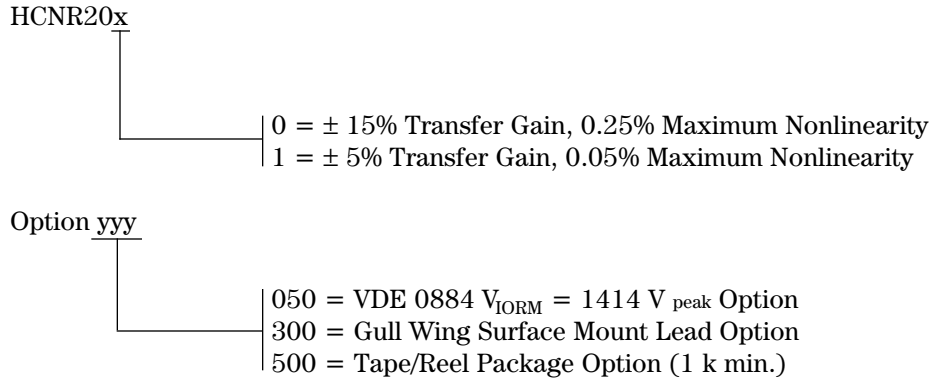 HCNR20x
0 = ± 15% Transfer Gain, 0.25% Maximum Nonlinearity
1 = ± 5% Transfer Gain, 0.05% Maximum Nonlinearity
Option yyy
050 = VDE 0884 VIORM = 1414 V peak Option
300 = Gull Wing Surface Mount Lead Option
500 = Tape/Reel Package Option (1 k min.)